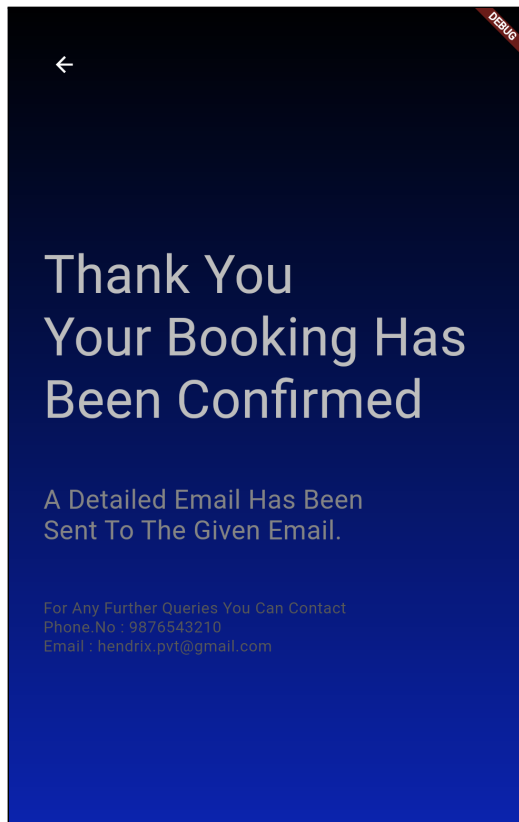 DEBUG
Thank You
Your Booking Has
Been Confirmed
A Detailed Email Has Been
Sent To The Given Email.
For Any Further Queries You Can Contact
Phone.No : 9876543210
Email : hendrix.pvt@gmail.com